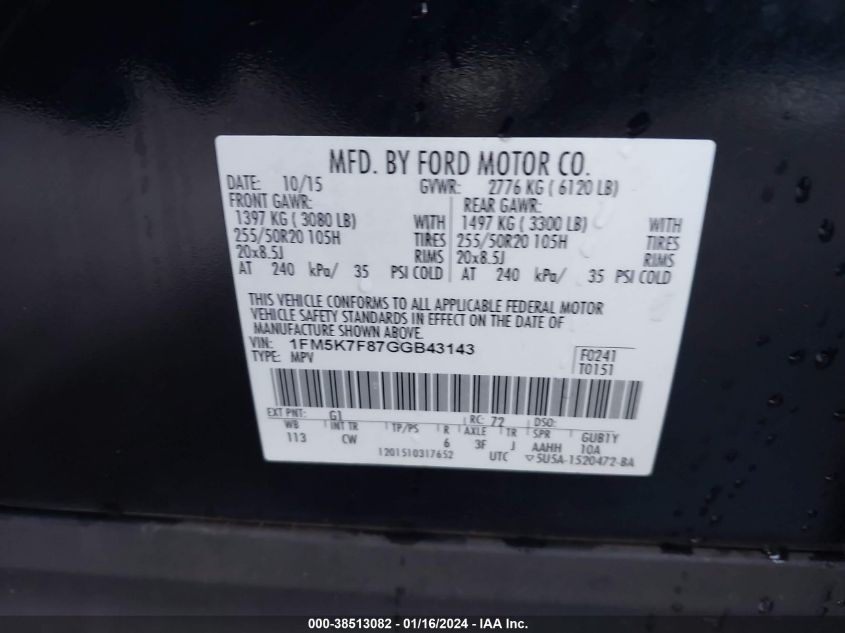 MFD. BY FORD MOTOR CO.
DATE: 10/15 GVWR: 2776 KG ( 6120 LB)
FRONT GAWR: REAR GAWR:
1397 KG ( 3080 LB) WITH 1497 KG ( 3300 LB) WITH
255/50R20 105H TIRES 255/50R20 105H TIRES
20x8.5J RIMS 20x8.5J RIMS
AT 240 kPa/ 35 PSI COLD AT 240 kPa/ 35 PSI COLD
THIS VEHICLE CONFORMS TO ALL APPLICABLE FEDERAL MOTOR
VEHICLE SAFETY STANDARDS IN EFFECT ON THE DATE OF
MANUFACTURE SHOWN ABOVE.
VIN: 1FM5K7F87GGB43143
TYPE: MPV
F0241
T0151
EXT PNT: G1 RC: 72 DSO:
WB INT TR TP/PS R AXLE TR SPR GUB1Y
113 CW 6 3F J AAHH 10A
1201510317652 UTC ▽5U5A-1520472-BA
000-38513082 - 01/16/2024 - IAA Inc.